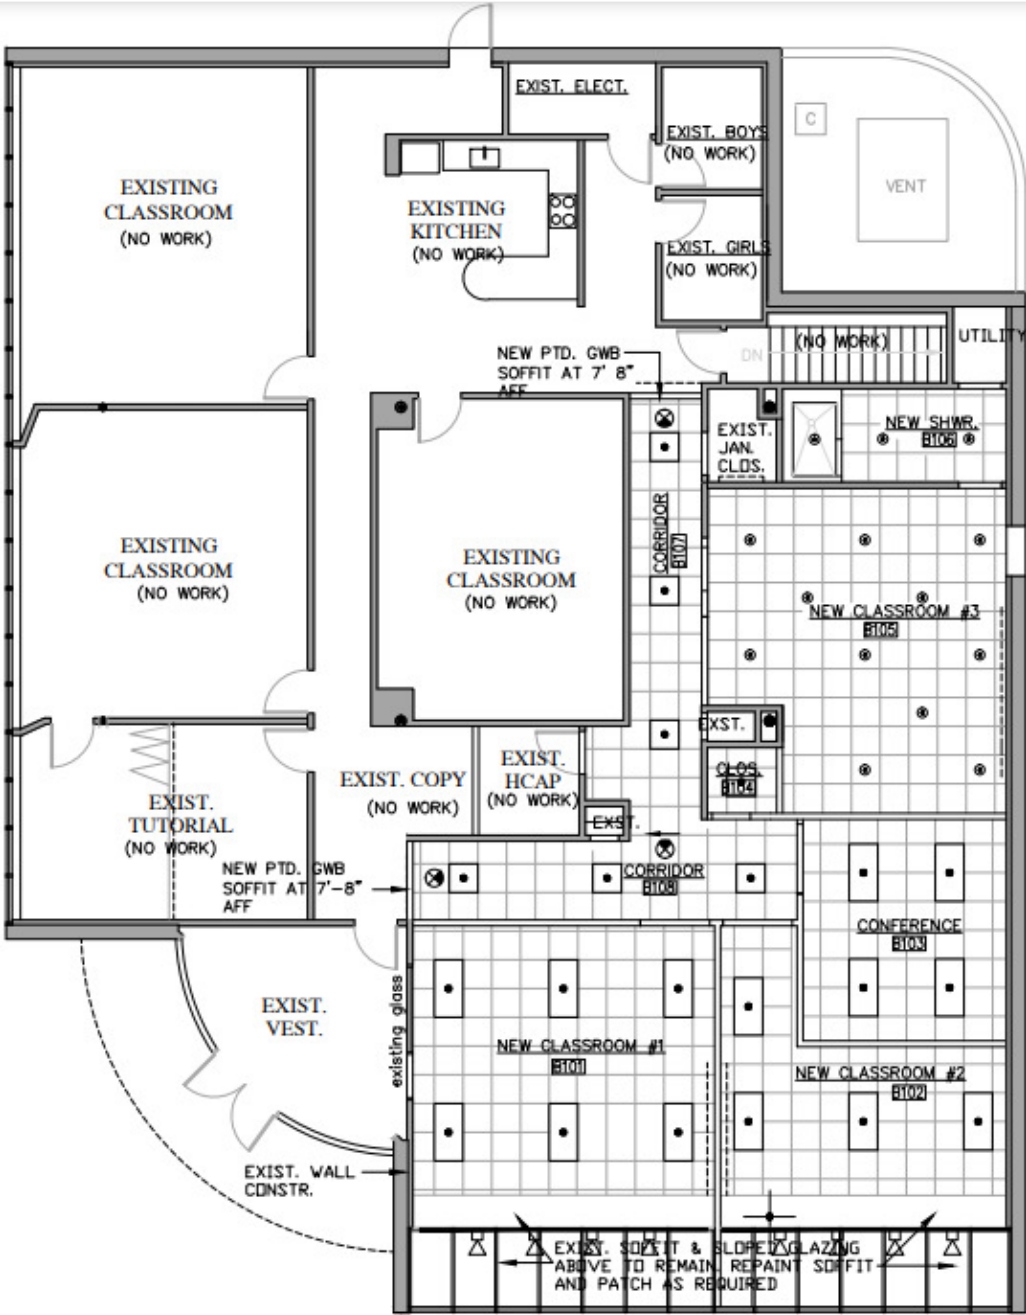 EXIST. ELECT.
EXIST. BOYS
(NO WORK)
C
VENT
EXISTING
CLASSROOM
(NO WORK)
EXISTING
KITCHEN
(NO WORK)
EXIST. GIRLS
(NO WORK)
NEW PTD. GWB
SOFFIT AT 7' 8"
AFF
DN
(NO WORK)
UTILITY
EXIST.
JAN.
CLOS.
NEW SHWR.
B106
CORRIDOR
B107
EXISTING
CLASSROOM
(NO WORK)
EXISTING
CLASSROOM
(NO WORK)
NEW CLASSROOM #3
B105
EXST.
CLOS.
B104
EXIST.
TUTORIAL
(NO WORK)
EXIST. COPY
(NO WORK)
EXIST.
HCAP
(NO WORK)
EXST.
NEW PTD. GWB
SOFFIT AT 7'-8"
AFF
CORRIDOR
B108
CONFERENCE
B103
EXIST.
VEST.
existing glass
NEW CLASSROOM #1
B101
NEW CLASSROOM #2
B102
EXIST. WALL
CONSTR.
EXIST. SOFFIT & SLOPED GLAZING
ABOVE TO REMAIN. REPAINT SOFFIT
AND PATCH AS REQUIRED